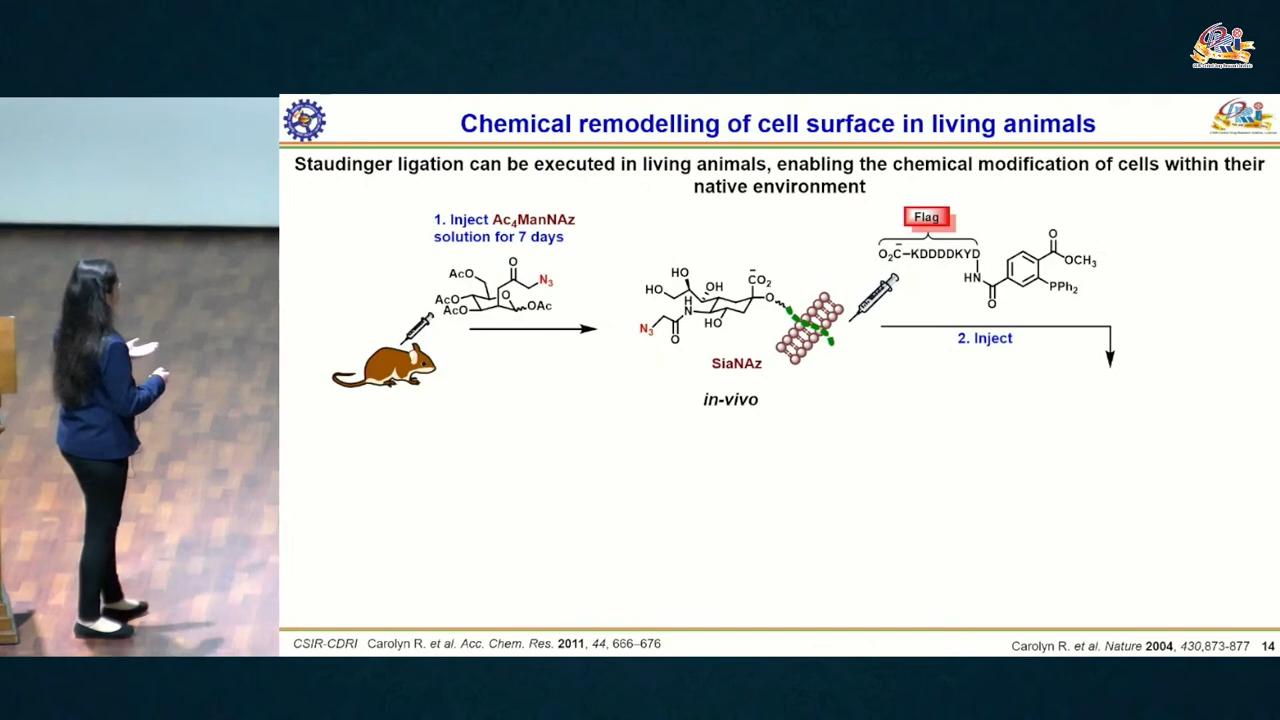 Chemical remodelling of cell surface in living animals
Staudinger ligation can be executed in living animals, enabling the chemical modification of cells within their
native environment
1. Inject Ac₄ManNAz
solution for 7 days
Flag
O₂C–KDDDDKYD
HN
O
O
OCH₃
PPh₂
AcO
O
N₃
AcO
AcO
O
OAc
HO
HO
OH
CO₂
O
H
N
HO
N₃
O
SiaNAz
in-vivo
2. Inject
CSIR-CDRI Carolyn R. et al. Acc. Chem. Res. 2011, 44, 666–676
Carolyn R. et al. Nature 2004, 430,873-877 14